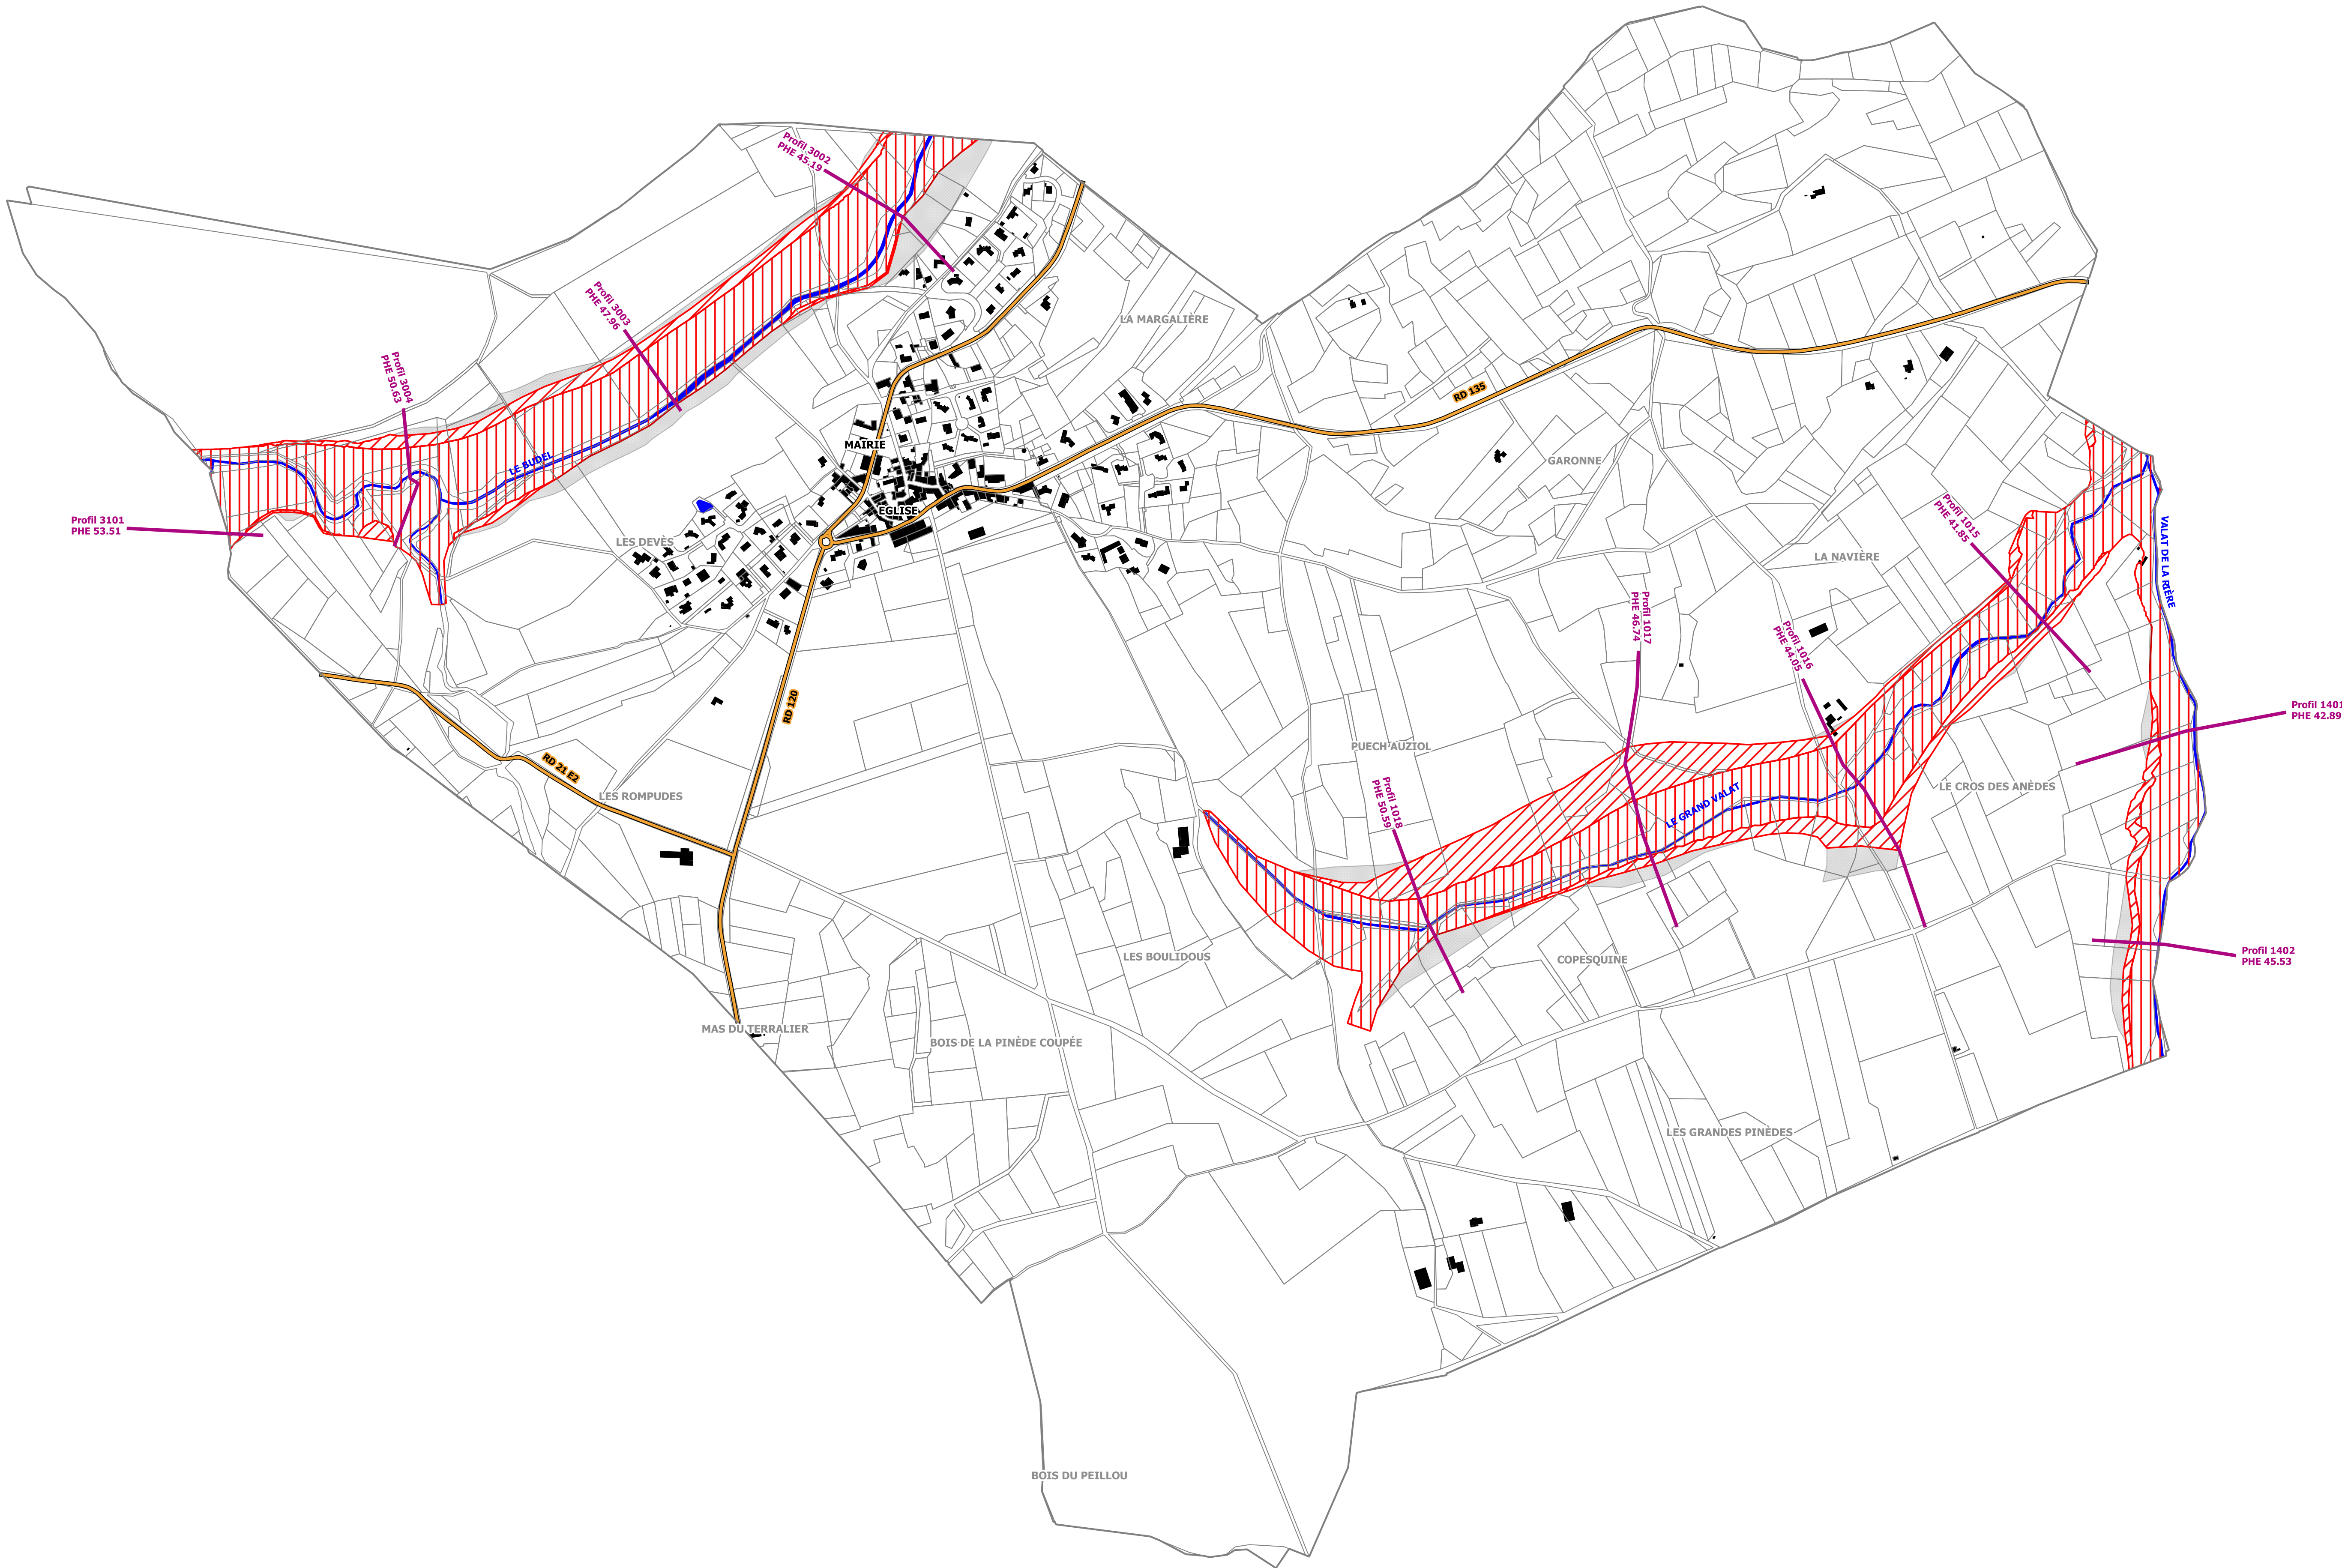 Profil 3002
PHE 45.19
Profil 3003
PHE 47.96
LA MARGALIÈRE
Profil 3004
PHE 50.63
RD 135
MAIRIE
LE BUDEL
GARONNE
EGLISE
Profil 3101
PHE 53.51
LES DEVÈS
Profil 1015
PHE 41.85
VALAT DE LA RIÈRE
LA NAVIÈRE
Profil 1017
PHE 46.74
Profil 1016
PHE 44.05
RD 120
Profil 1401
PHE 42.89
PUECH AUZIOL
RD 21 E2
LES ROMPUDES
Profil 1018
PHE 50.59
LE GRAND VALAT
LE CROS DES ANÈDES
LES BOULIDOUS
COPESQUINE
Profil 1402
PHE 45.53
MAS DU TERRALIER
BOIS DE LA PINÈDE COUPÉE
LES GRANDES PINÈDES
BOIS DU PEILLOU